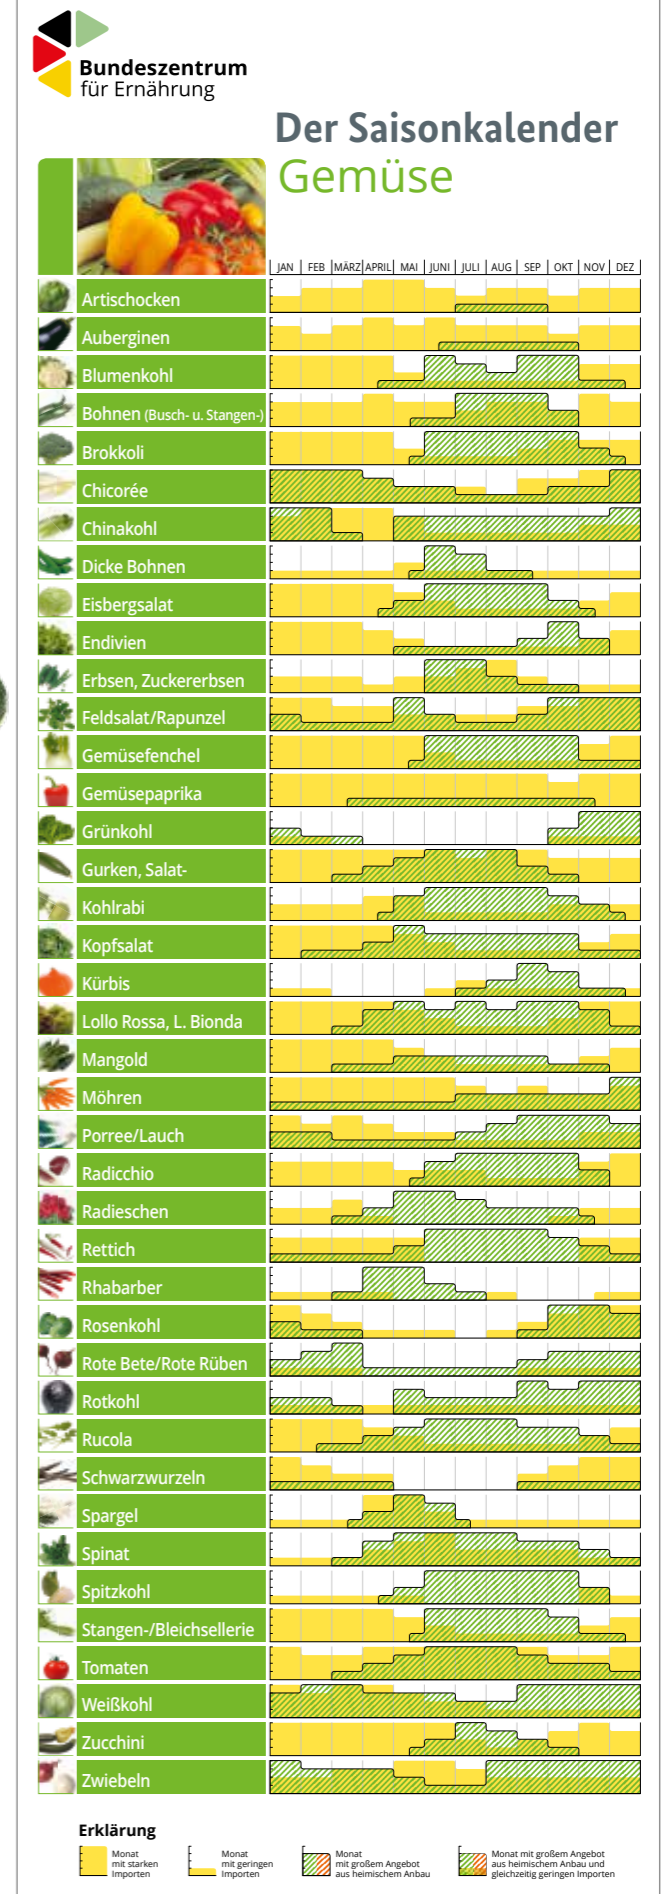 Bundeszentrum
für Ernährung
Der Saisonkalender
Gemüse
JAN FEB MÄRZ APRIL MAI JUNI JULI AUG SEP OKT NOV DEZ
Artischocken
Auberginen
Blumenkohl
Bohnen (Busch- u. Stangen-)
Brokkoli
Chicorée
Chinakohl
Dicke Bohnen
Eisbergsalat
Endivien
Erbsen, Zuckererbsen
Feldsalat/Rapunzel
Gemüsefenchel
Gemüsepaprika
Grünkohl
Gurken, Salat-
Kohlrabi
Kopfsalat
Kürbis
Lollo Rossa, L. Bionda
Mangold
Möhren
Porree/Lauch
Radicchio
Radieschen
Rettich
Rhabarber
Rosenkohl
Rote Bete/Rote Rüben
Rotkohl
Rucola
Schwarzwurzeln
Spargel
Spinat
Spitzkohl
Stangen-/Bleichsellerie
Tomaten
Weißkohl
Zucchini
Zwiebeln
Erklärung
Monat
mit starken
Importen
Monat
mit geringen
Importen
Monat
mit großem Angebot
aus heimischem Anbau
Monat mit großem Angebot
aus heimischem Anbau und
gleichzeitig geringen Importen